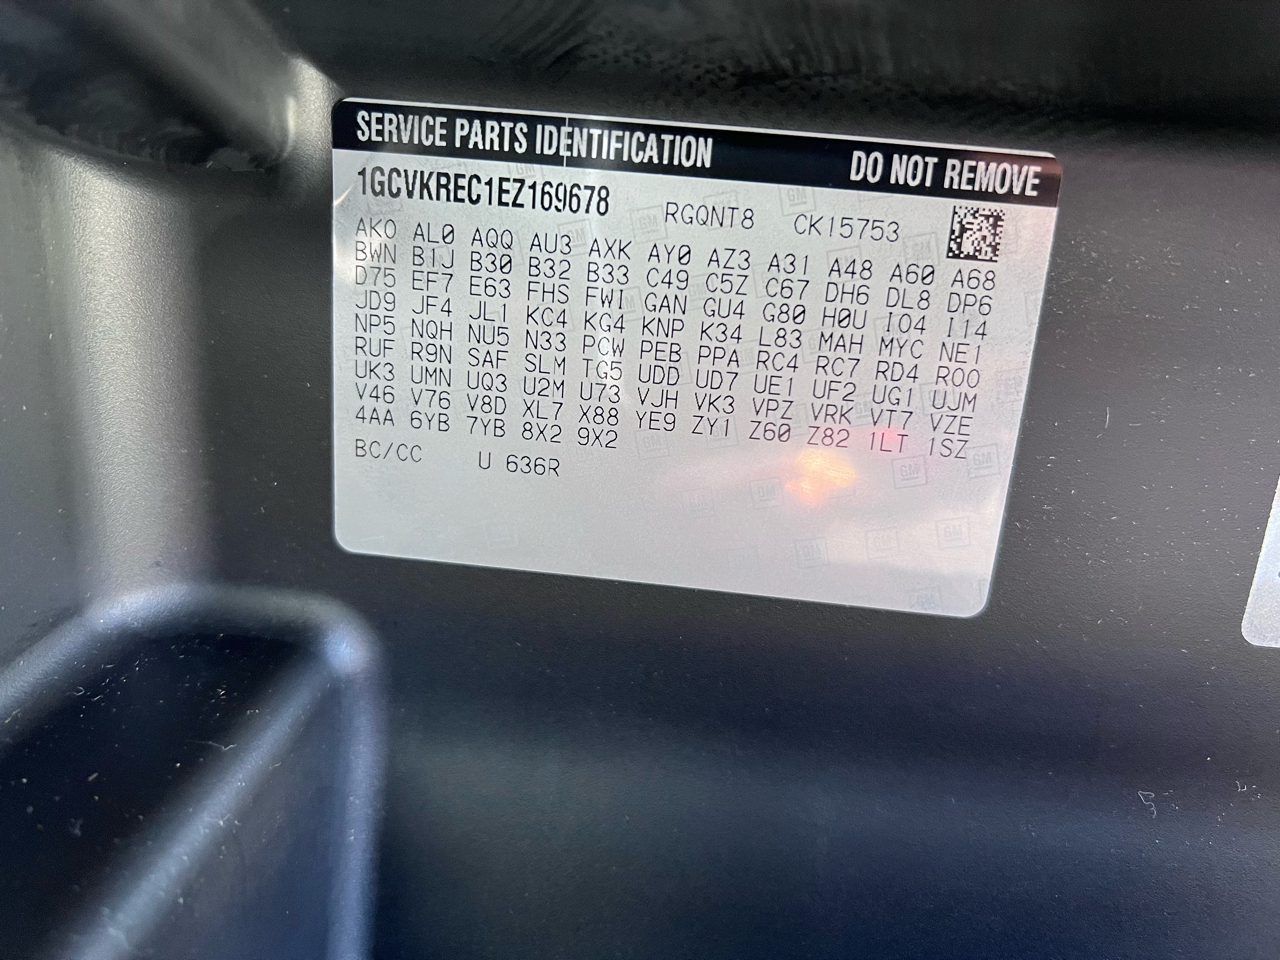 SERVICE PARTS IDENTIFICATION DO NOT REMOVE
1GCVKREC1EZ169678 RGQNT8 CK15753
AKO AL0 AQQ AU3 AXK AY0 AZ3 A31 A48 A60 A68
BWN B1J B30 B32 B33 C49 C5Z C67 DH6 DL8 DP6
D75 EF7 E63 FHS FWI GAN GU4 G80 H0U IO4 I14
JD9 JF4 JL1 KC4 KG4 KNP K34 L83 MAH MYC NE1
NP5 NQH NU5 N33 PCW PEB PPA RC4 RC7 RD4 ROO
RUF R9N SAF SLM TG5 UDD UD7 UE1 UF2 UG1 UJM
UK3 UMN UQ3 U2M U73 VJH VK3 VPZ VRK VT7 VZE
V46 V76 V8D XL7 X88 YE9 ZY1 Z60 Z82 1LT 1SZ
4AA 6YB 7YB 8X2 9X2
BC/CC U 636R